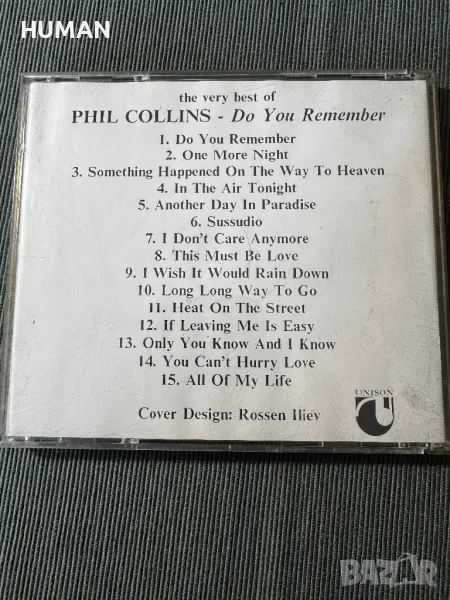 HUMAN
the very best of
PHIL COLLINS - Do You Remember
1. Do You Remember
2. One More Night
3. Something Happened On The Way To Heaven
4. In The Air Tonight
5. Another Day In Paradise
6. Sussudio
7. I Don't Care Anymore
8. This Must Be Love
9. I Wish It Would Rain Down
10. Long Long Way To Go
11. Heat On The Street
12. If Leaving Me Is Easy
13. Only You Know And I Know
14. You Can't Hurry Love
15. All Of My Life
UNISON
Cover Design: Rossen Iliev
BAZAR